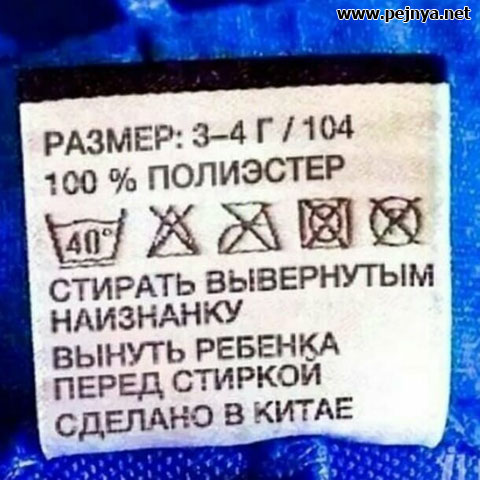 www.pejnya.net
РАЗМЕР: 3-4 Г / 104
100 % ПОЛИЭСТЕР
40°
СТИРАТЬ ВЫВЕРНУТЫМ
НАИЗНАНКУ
ВЫНУТЬ РЕБЕНКА
ПЕРЕД СТИРКОЙ
СДЕЛАНО В КИТАЕ